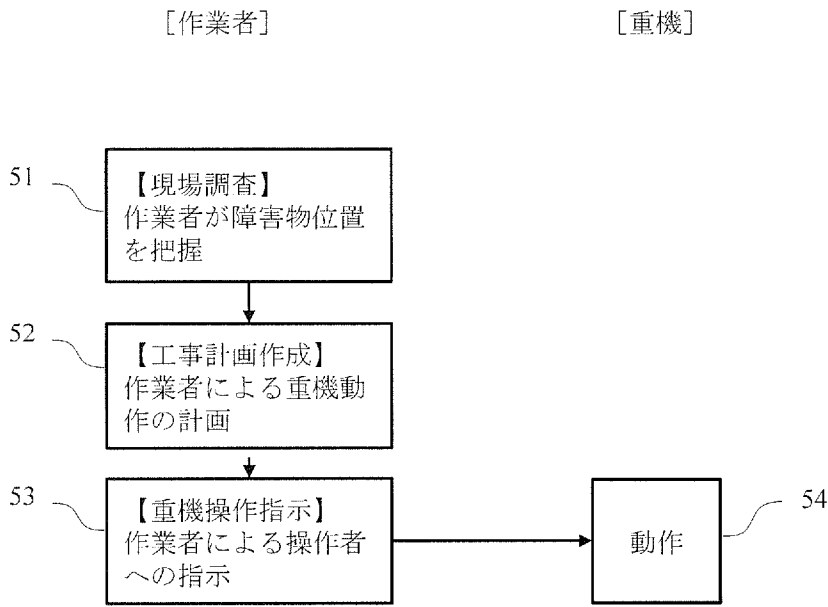 [作業者]
[重機]
51
【現場調査】
作業者が障害物位置
を把握
52
【工事計画作成】
作業者による重機動
作の計画
53
【重機操作指示】
作業者による操作者
への指示
動作
54